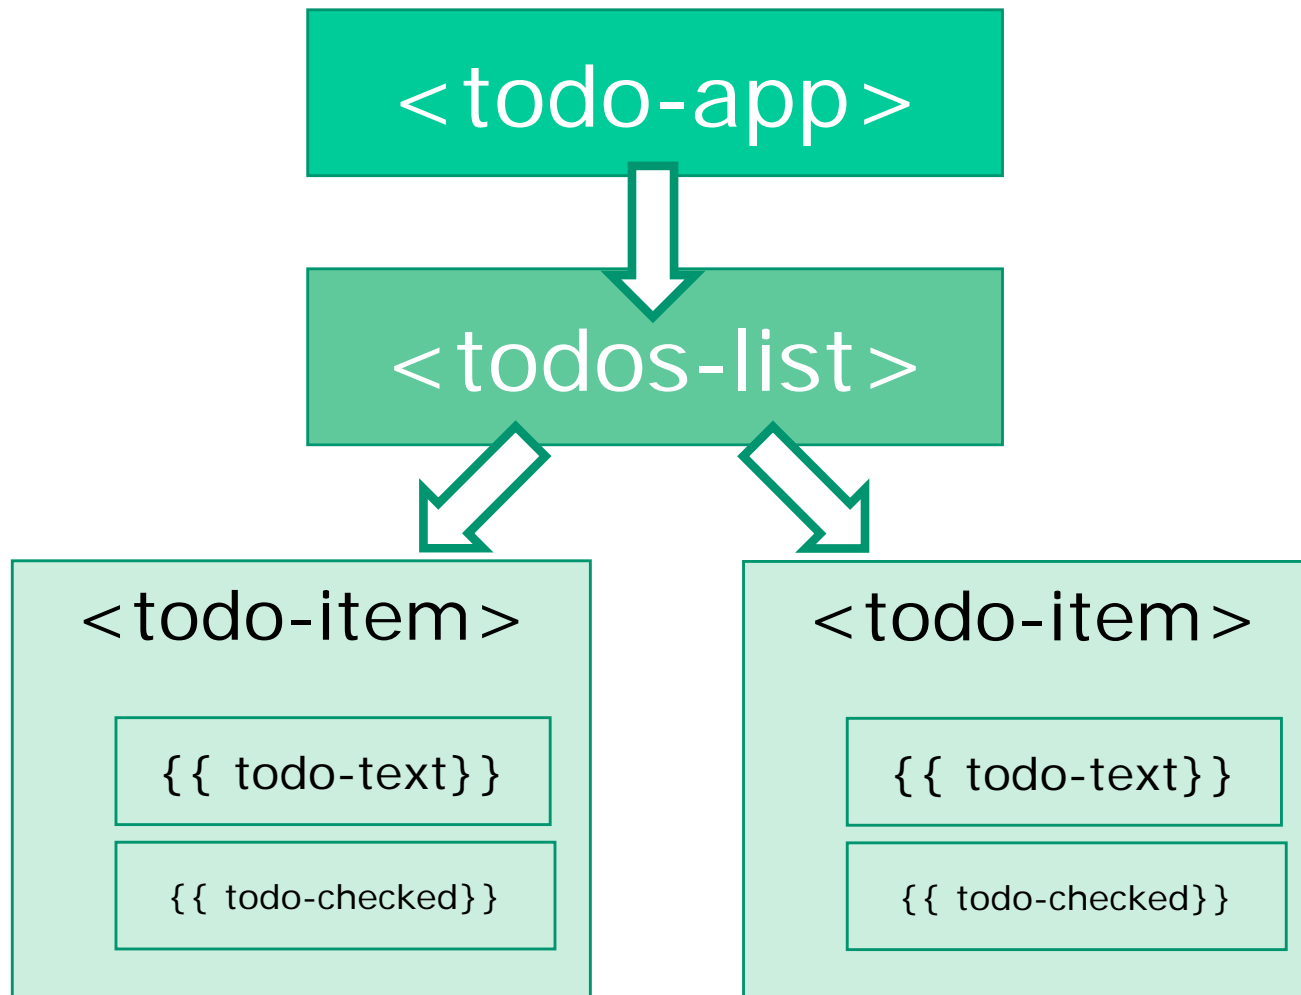 <todo-app>
<todos-list>
<todo-item>
{{ todo-text}}
{{ todo-checked}}
<todo-item>
{{ todo-text}}
{{ todo-checked}}